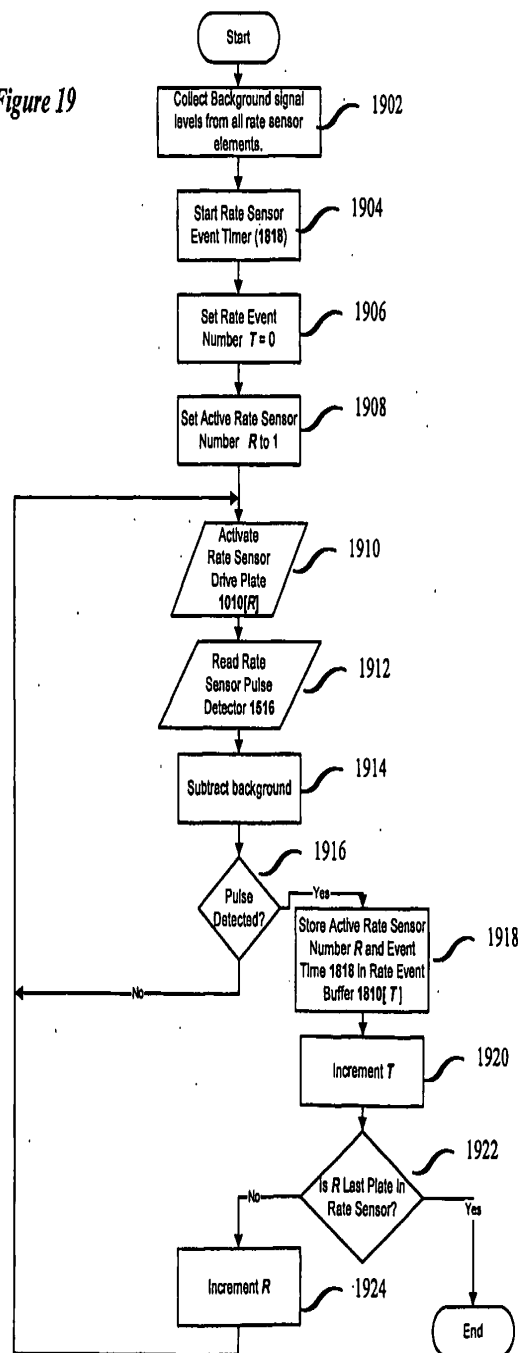 Start
Figure 19
Collect Background signal
levels from all rate sensor
elements.
1902
Start Rate Sensor
Event Timer (1818)
1904
Set Rate Event
Number T = 0
1906
Set Active Rate Sensor
Number R to 1
1908
Activate
Rate Sensor
Drive Plate
1010[R]
1910
Read Rate
Sensor Pulse
Detector 1516
1912
Subtract background
1914
1916
Pulse
Detected?
Yes
No
Store Active Rate Sensor
Number R and Event
Time 1818 in Rate Event
Buffer 1810[ T ]
1918
Increment T
1920
1922
Is R Last Plate in
Rate Sensor?
No
Yes
Increment R
1924
End